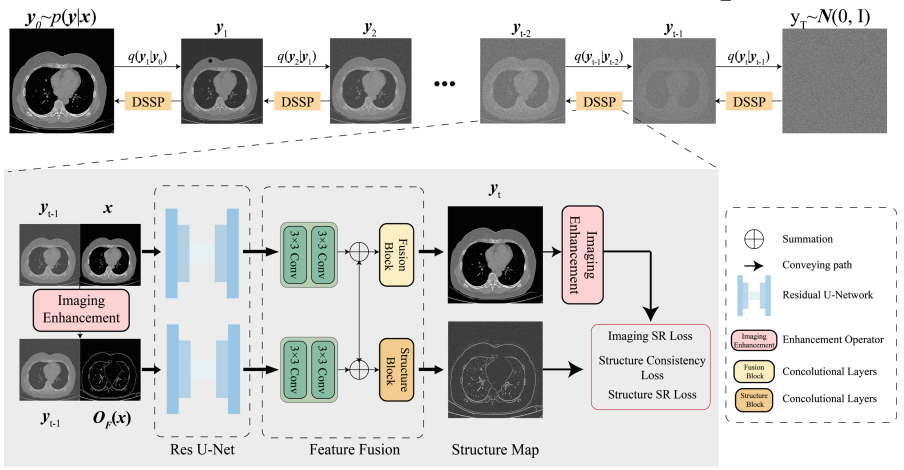 y₀~p(y|x)
y₁
y₂
yₜ₋₂
yₜ₋₁
y_T~N(0, I)
q(y₁|y₀)
q(y₂|y₁)
q(yₜ₋₁|yₜ₋₂)
q(yₜ|yₜ₋₁)
DSSP
DSSP
•••
DSSP
DSSP
yₜ₋₁
x
Imaging
Enhancement
yₜ₋₁
O_F(x)
Res U-Net
3×3 Conv
3×3 Conv
Fusion
Block
3×3 Conv
3×3 Conv
Structure
Block
Feature Fusion
yₜ
Imaging
Enhancement
Structure Map
Imaging SR Loss
Structure Consistency
Loss
Structure SR Loss
Summation
Conveying path
Residual U-Network
Imaging
Enhancement
Enhancement Operator
Fusion
Block
Concolutional Layers
Structure
Block
Concolutional Layers